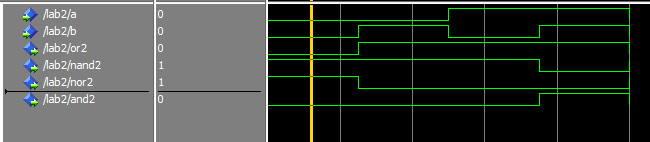 /lab2/a 0
/lab2/b 0
/lab2/or2 0
/lab2/nand2 1
/lab2/nor2 1
/lab2/and2 0